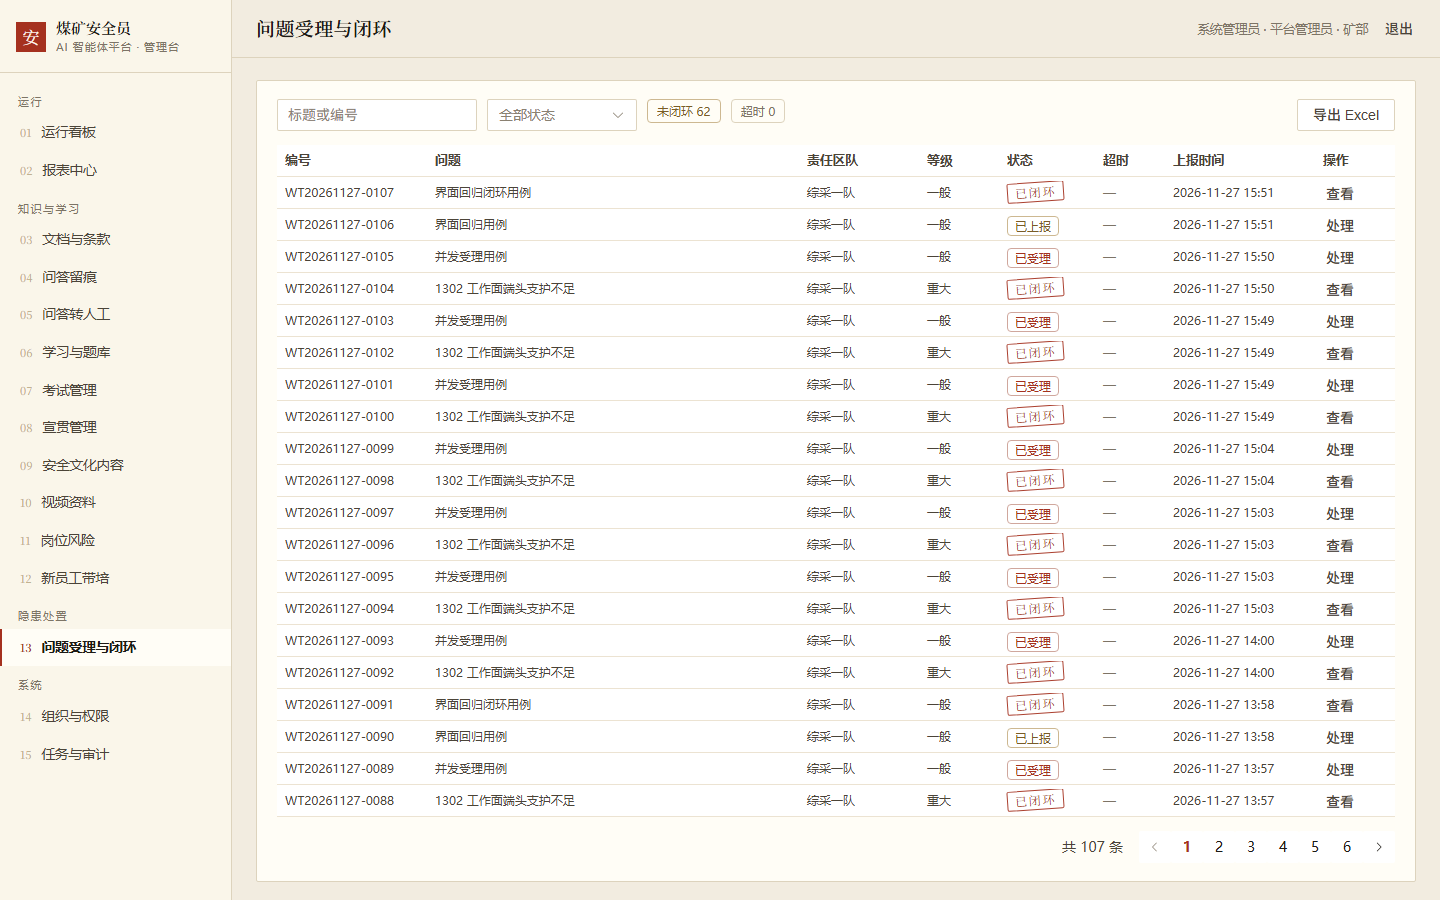 安
煤矿安全员
AI 智能体平台 · 管理台
运行
01 运行看板
02 报表中心
知识与学习
03 文档与条款
04 问答留痕
05 问答转人工
06 学习与题库
07 考试管理
08 宣贯管理
09 安全文化内容
10 视频资料
11 岗位风险
12 新员工带培
隐患处置
13 问题受理与闭环
系统
14 组织与权限
15 任务与审计
问题受理与闭环
系统管理员 · 平台管理员 · 矿部 退出
标题或编号 全部状态 未闭环 62 超时 0 导出 Excel
编号 问题 责任区队 等级 状态 超时 上报时间 操作
WT20261127-0107 界面回归闭环用例 综采一队 一般 已闭环 — 2026-11-27 15:51 查看
WT20261127-0106 界面回归用例 综采一队 一般 已上报 — 2026-11-27 15:51 处理
WT20261127-0105 并发受理用例 综采一队 一般 已受理 — 2026-11-27 15:50 处理
WT20261127-0104 1302 工作面端头支护不足 综采一队 重大 已闭环 — 2026-11-27 15:50 查看
WT20261127-0103 并发受理用例 综采一队 一般 已受理 — 2026-11-27 15:49 处理
WT20261127-0102 1302 工作面端头支护不足 综采一队 重大 已闭环 — 2026-11-27 15:49 查看
WT20261127-0101 并发受理用例 综采一队 一般 已受理 — 2026-11-27 15:49 处理
WT20261127-0100 1302 工作面端头支护不足 综采一队 重大 已闭环 — 2026-11-27 15:49 查看
WT20261127-0099 并发受理用例 综采一队 一般 已受理 — 2026-11-27 15:04 处理
WT20261127-0098 1302 工作面端头支护不足 综采一队 重大 已闭环 — 2026-11-27 15:04 查看
WT20261127-0097 并发受理用例 综采一队 一般 已受理 — 2026-11-27 15:03 处理
WT20261127-0096 1302 工作面端头支护不足 综采一队 重大 已闭环 — 2026-11-27 15:03 查看
WT20261127-0095 并发受理用例 综采一队 一般 已受理 — 2026-11-27 15:03 处理
WT20261127-0094 1302 工作面端头支护不足 综采一队 重大 已闭环 — 2026-11-27 15:03 查看
WT20261127-0093 并发受理用例 综采一队 一般 已受理 — 2026-11-27 14:00 处理
WT20261127-0092 1302 工作面端头支护不足 综采一队 重大 已闭环 — 2026-11-27 14:00 查看
WT20261127-0091 界面回归闭环用例 综采一队 一般 已闭环 — 2026-11-27 13:58 查看
WT20261127-0090 界面回归用例 综采一队 一般 已上报 — 2026-11-27 13:58 处理
WT20261127-0089 并发受理用例 综采一队 一般 已受理 — 2026-11-27 13:57 处理
WT20261127-0088 1302 工作面端头支护不足 综采一队 重大 已闭环 — 2026-11-27 13:57 查看
共 107 条 1 2 3 4 5 6